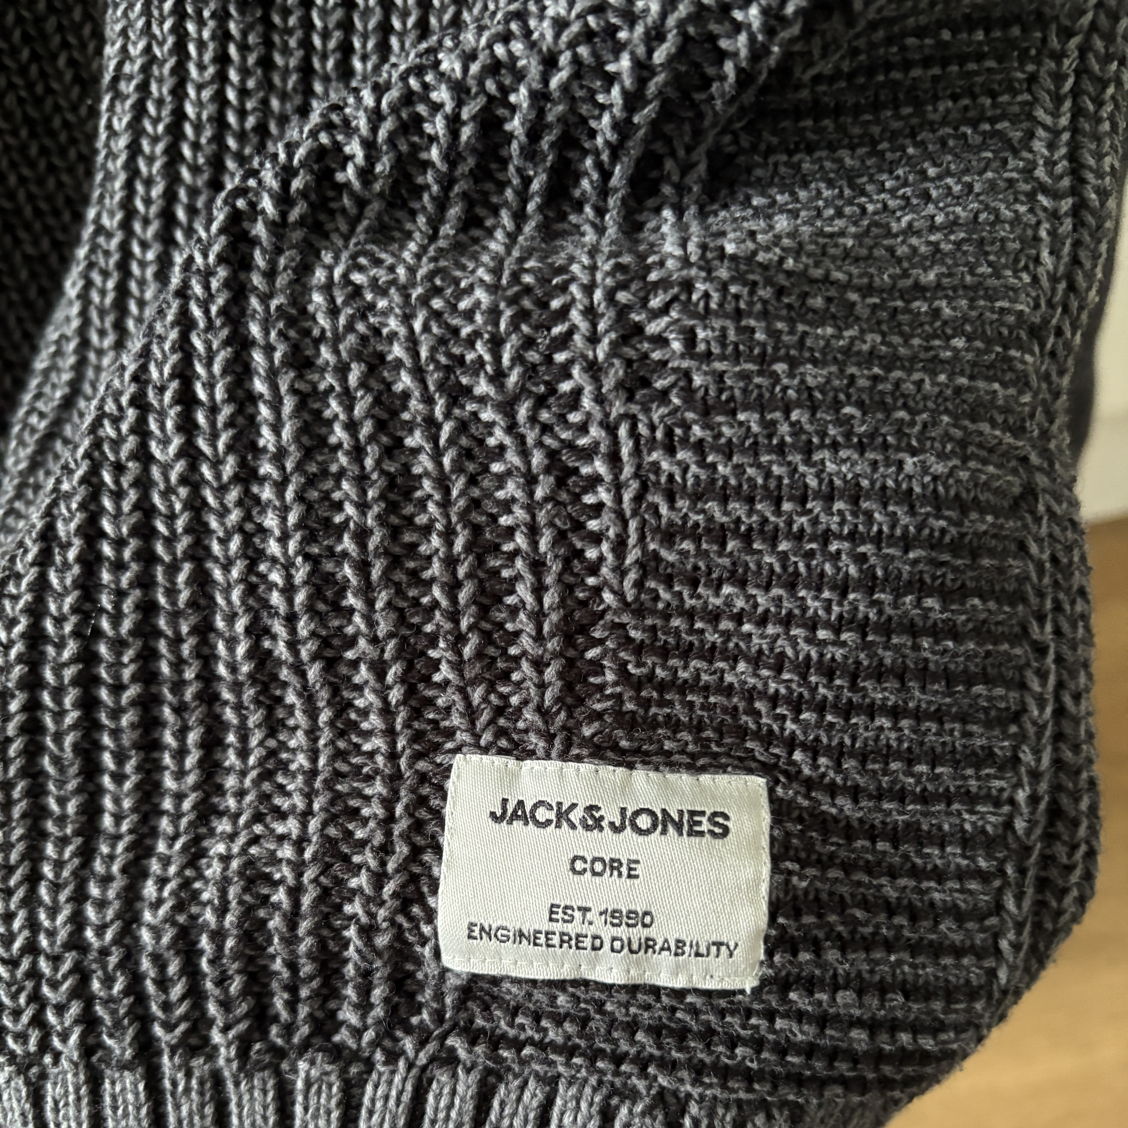 JACK&JONES
CORE
EST. 1990
ENGINEERED DURABILITY